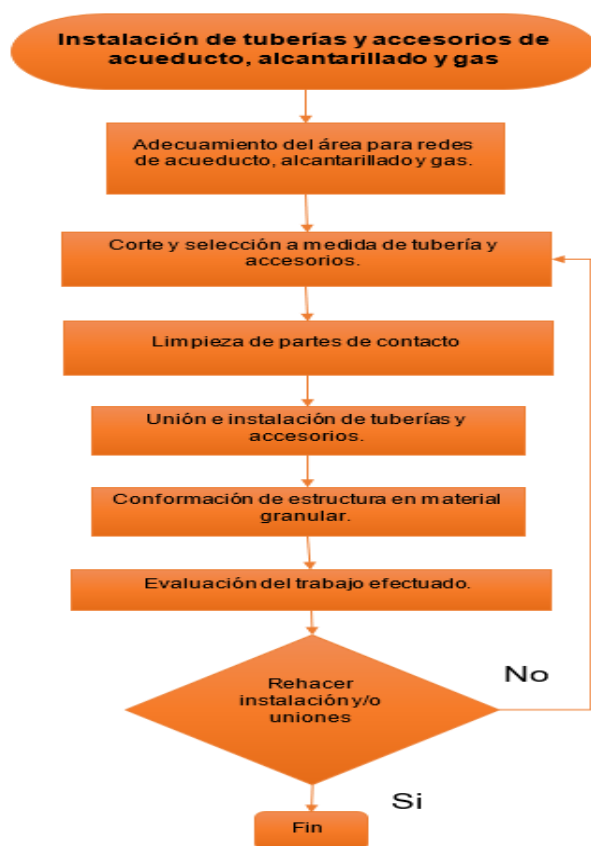 Instalación de tuberías y accesorios de
acueducto, alcantarillado y gas
Adecuamiento del área para redes
de acueducto, alcantarillado y gas.
Corte y selección a medida de tubería y
accesorios.
Limpieza de partes de contacto
Unión e instalación de tuberías y
accesorios.
Conformación de estructura en material
granular.
Evaluación del trabajo efectuado.
Rehacer
instalación y/o
uniones
No
Si
Fin